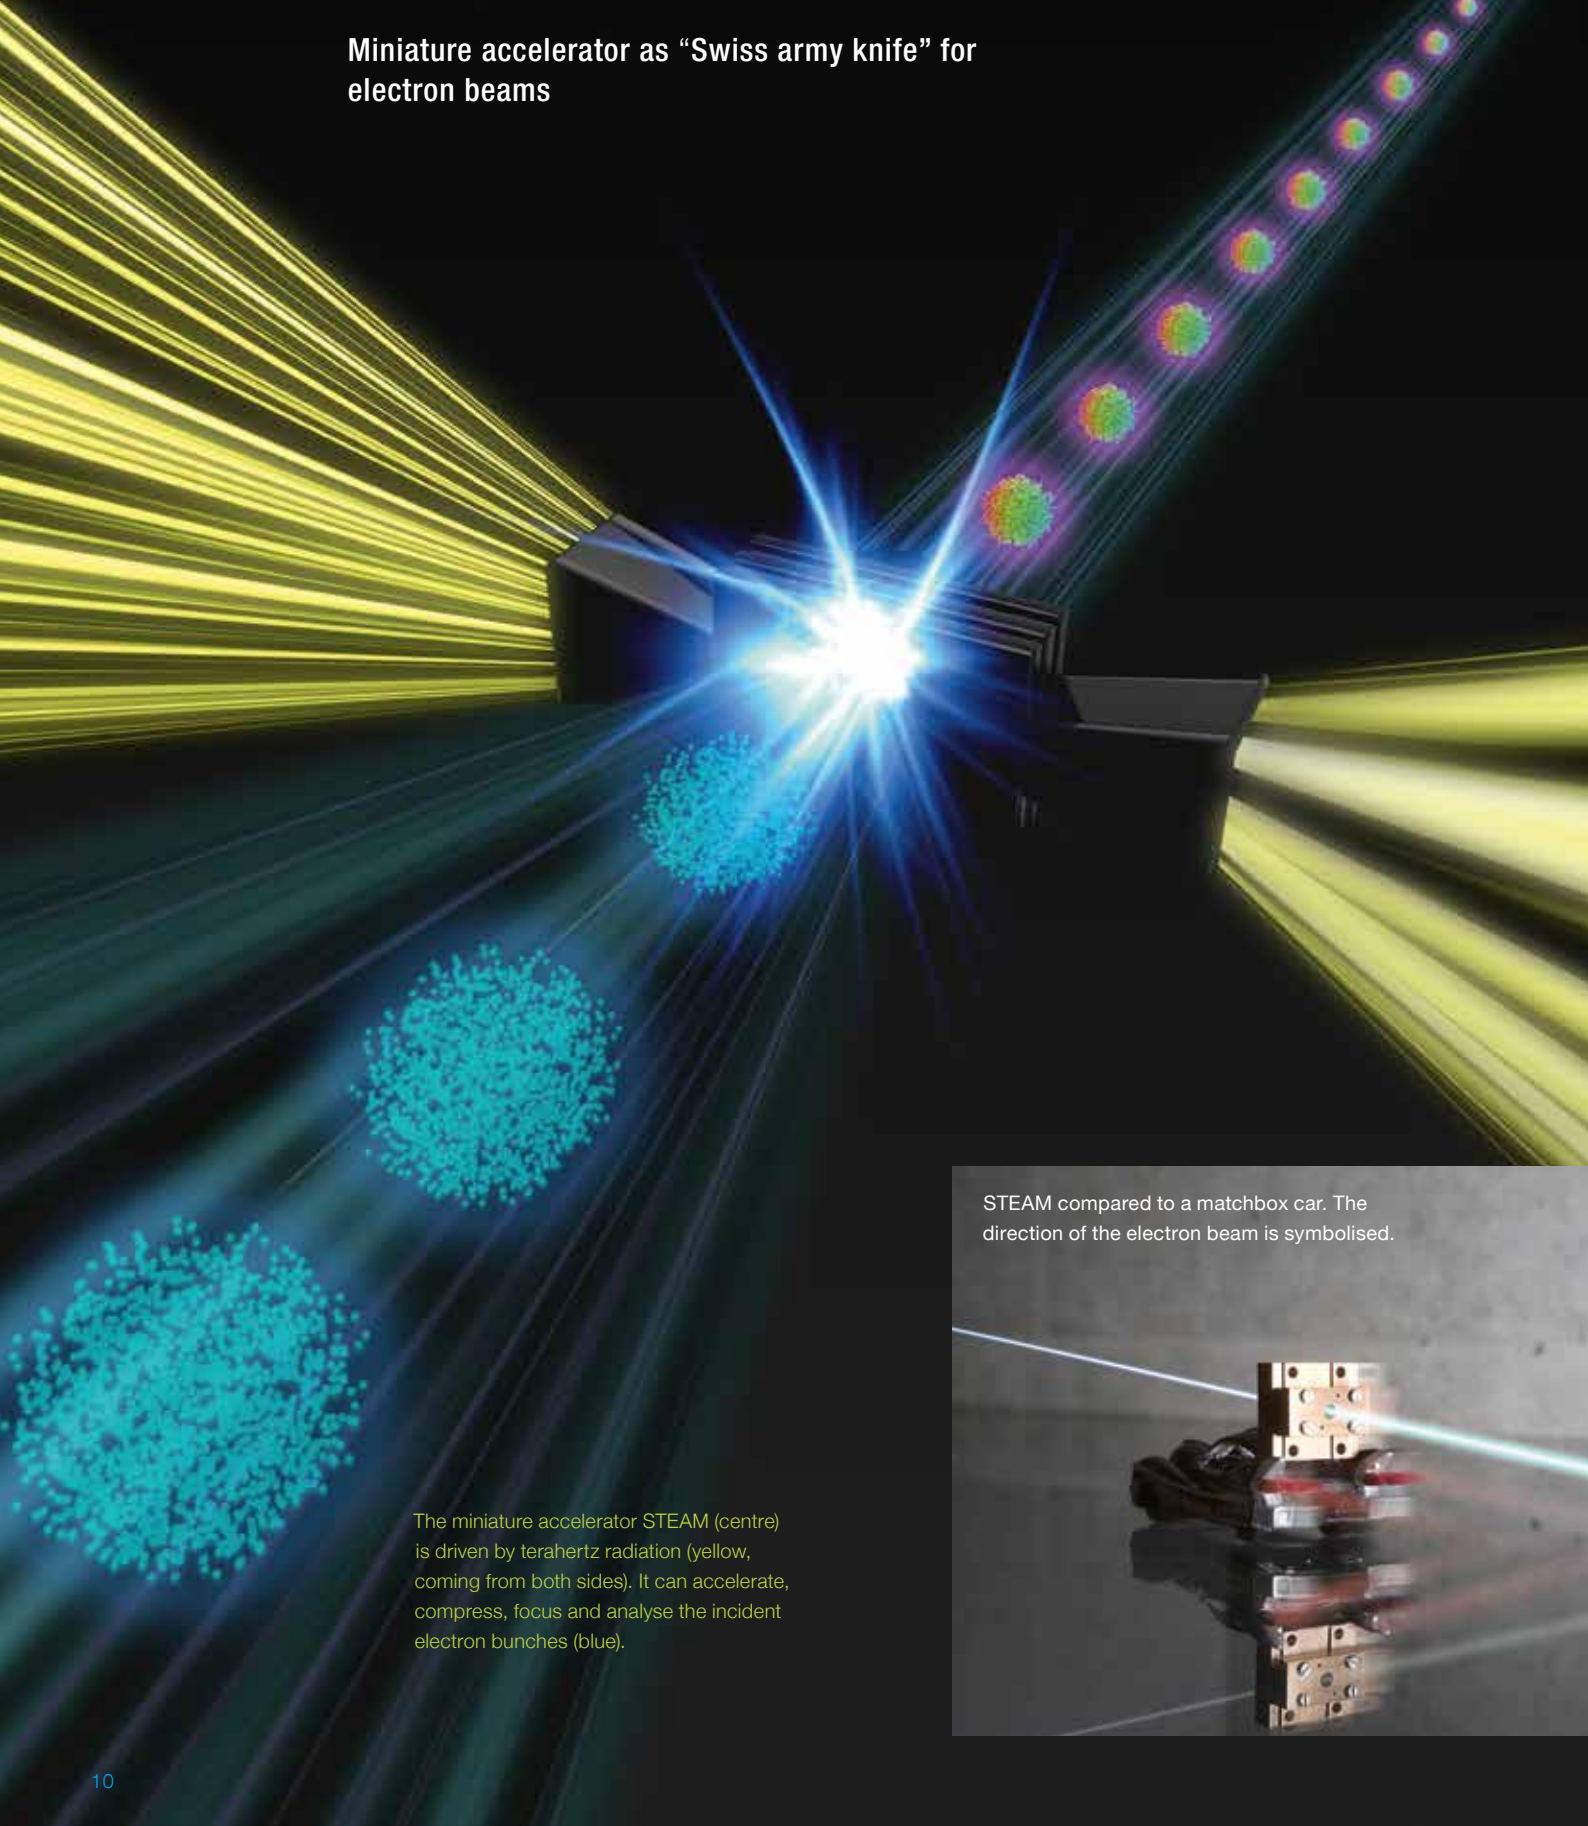 Miniature accelerator as “Swiss army knife” for
electron beams
STEAM compared to a matchbox car. The
direction of the electron beam is symbolised.
The miniature accelerator STEAM (centre)
is driven by terahertz radiation (yellow,
coming from both sides). It can accelerate,
compress, focus and analyse the incident
electron bunches (blue).
10